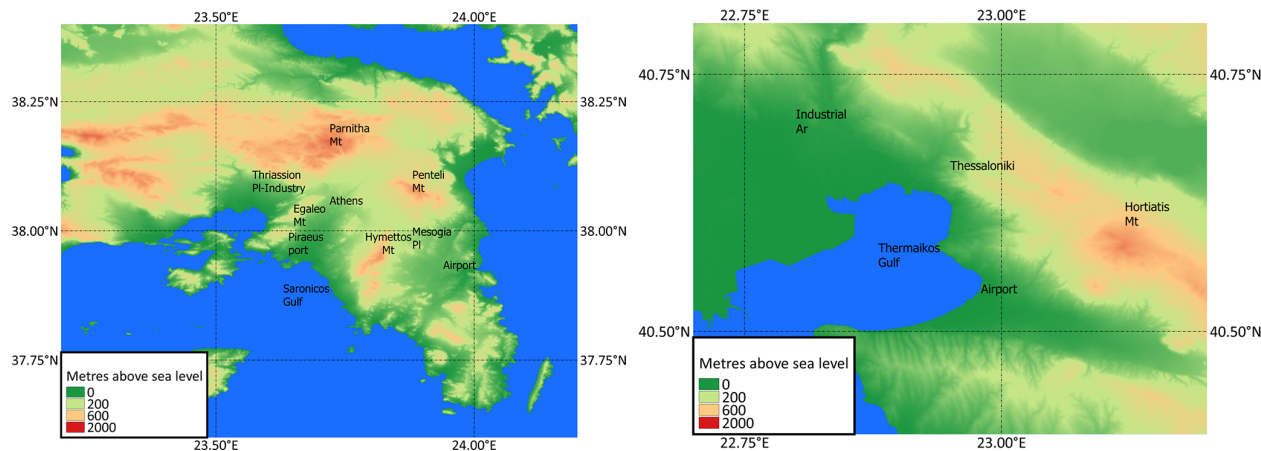 23.50°E
24.00°E
38.25°N
38.25°N
Parnitha
Mt
Thriassion
Pl-Industry
Penteli
Mt
Athens
Egaleo
Mt
38.00°N
38.00°N
Piraeus
port
Hymettos
Mt
Mesogia
Pl
Airport
Saronicos
Gulf
37.75°N
37.75°N
Metres above sea level
0
200
600
2000
23.50°E
24.00°E
22.75°E
23.00°E
40.75°N
40.75°N
Industrial
Ar
Thessaloniki
Hortiatis
Mt
Thermaikos
Gulf
Airport
40.50°N
40.50°N
Metres above sea level
0
200
600
2000
22.75°E
23.00°E